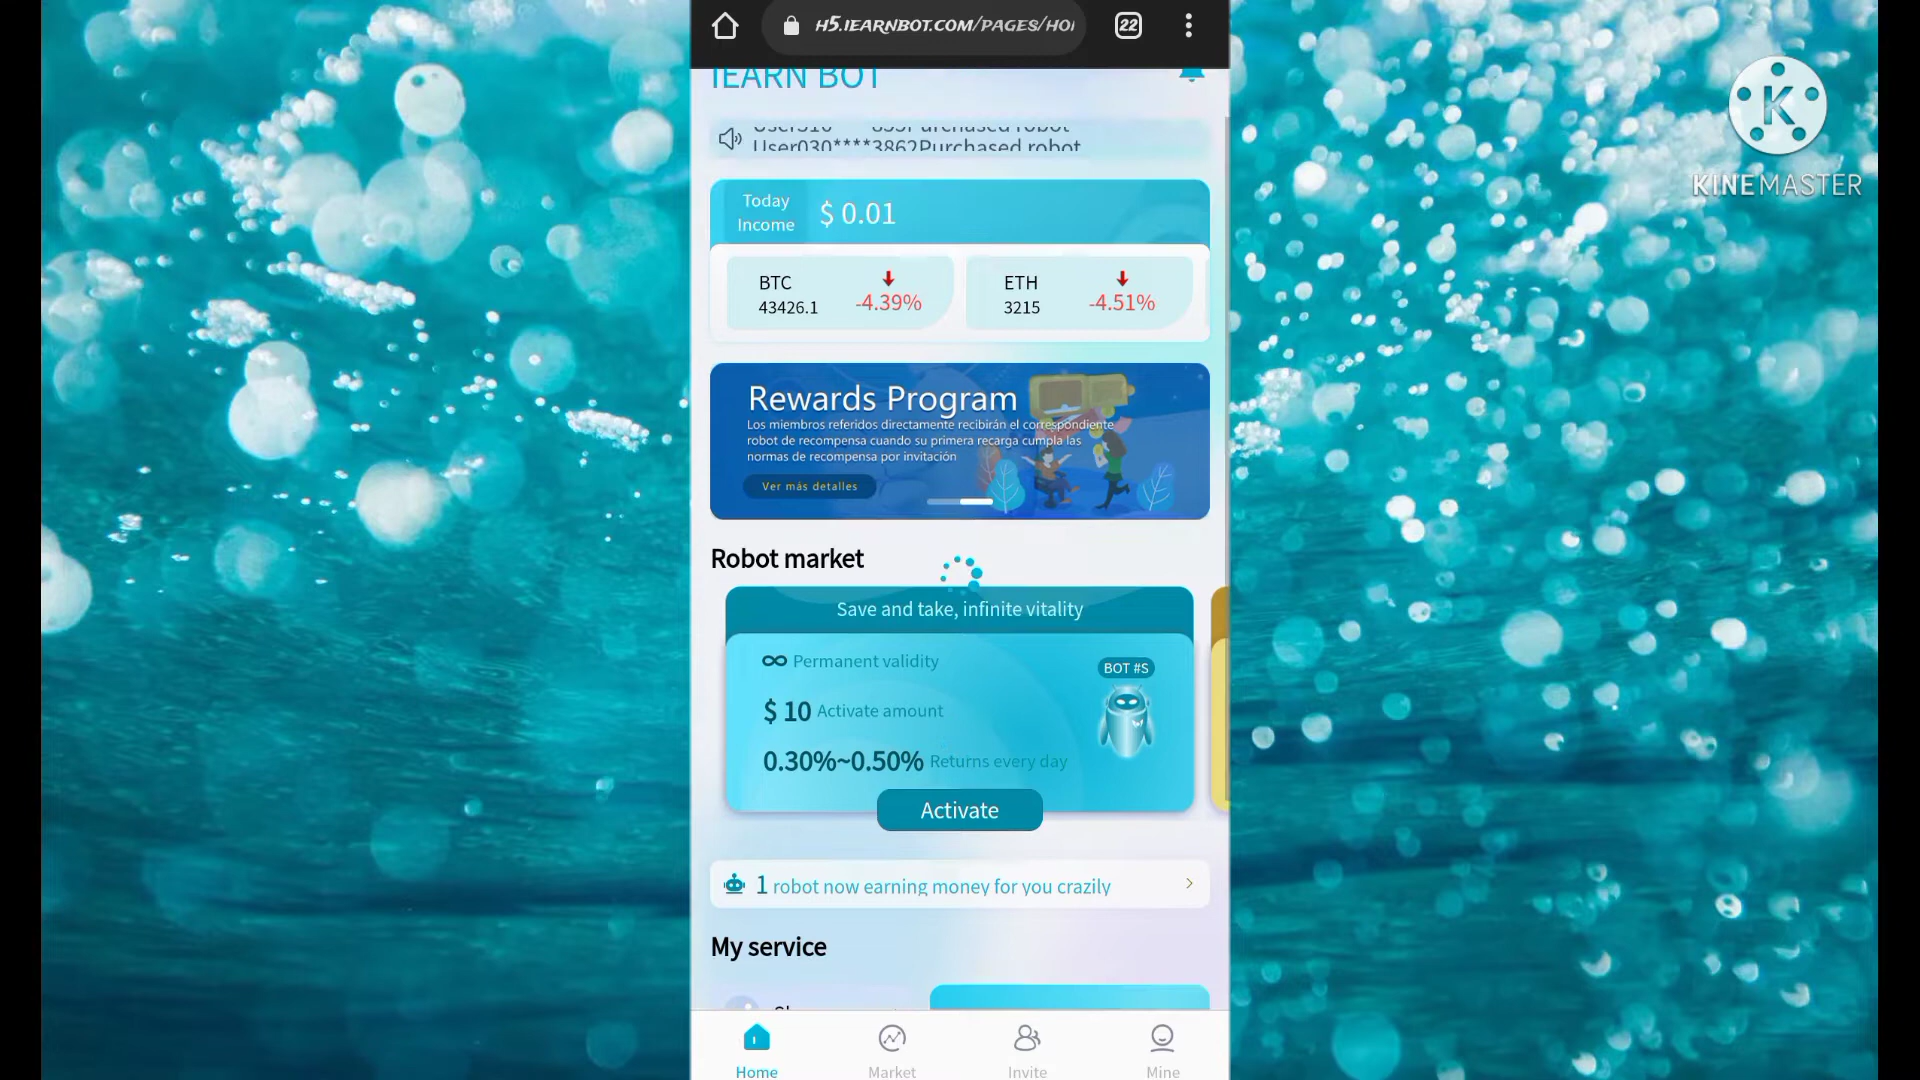 H5.IEARNBOT.COM/PAGES/HOM
22
IEARN BOT
User030****3862Purchased robot
Today
Income
$ 0.01
BTC
43426.1
-4.39%
ETH
3215
-4.51%
Rewards Program
Los miembros referidos directamente recibirán el correspondiente
robot de recompensa cuando su primera recarga cumpla las
normas de recompensa por invitación
Ver más detalles
Robot market
Save and take, infinite vitality
Permanent validity
BOT #S
$ 10 Activate amount
0.30%~0.50% Returns every day
Activate
1 robot now earning money for you crazily
My service
Home
Market
Invite
Mine
K
KINEMASTER